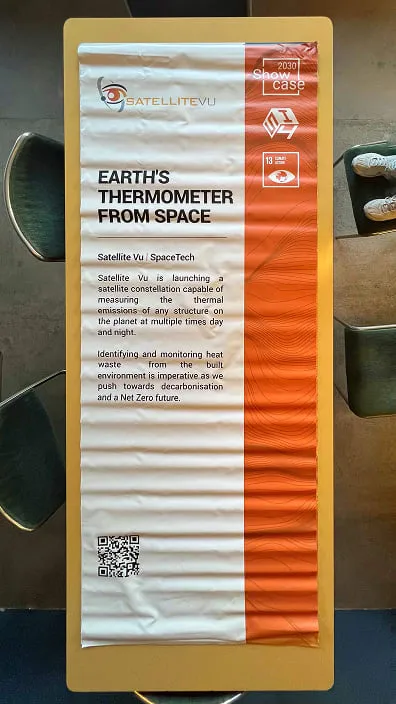 SATELLITEVU
2030
Show
case
13 CLIMATE
ACTION
EARTH'S
THERMOMETER
FROM SPACE
Satellite Vu | SpaceTech
Satellite Vu is launching a
satellite constellation capable of
measuring the thermal
emissions of any structure on
the planet at multiple times day
and night.
Identifying and monitoring heat
waste from the built
environment is imperative as we
push towards decarbonisation
and a Net Zero future.